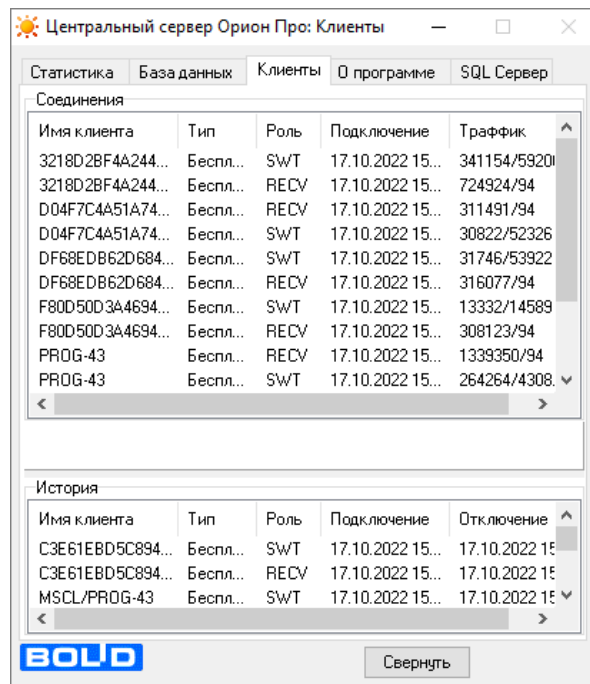 Центральный сервер Орион Про: Клиенты
Статистика База данных Клиенты О программе SQL Сервер
Соединения
Имя клиента Тип Роль Подключение Траффик
3218D2BF4A244... Беспл... SWT 17.10.2022 15... 341154/5920
3218D2BF4A244... Беспл... RECV 17.10.2022 15... 724924/94
D04F7C4A51A74... Беспл... RECV 17.10.2022 15... 311491/94
D04F7C4A51A74... Беспл... SWT 17.10.2022 15... 30822/52326
DF68EDB62D684... Беспл... SWT 17.10.2022 15... 31746/53922
DF68EDB62D684... Беспл... RECV 17.10.2022 15... 316077/94
F80D50D3A4694... Беспл... SWT 17.10.2022 15... 13332/14589
F80D50D3A4694... Беспл... RECV 17.10.2022 15... 308123/94
PROG-43 Беспл... RECV 17.10.2022 15... 1339350/94
PROG-43 Беспл... SWT 17.10.2022 15... 264264/4308.
История
Имя клиента Тип Роль Подключение Отключение
C3E61EBD5C894... Беспл... SWT 17.10.2022 15... 17.10.2022 15
C3E61EBD5C894... Беспл... RECV 17.10.2022 15... 17.10.2022 15
MSCL/PROG-43 Беспл... SWT 17.10.2022 15... 17.10.2022 15
BOLID Свернуть